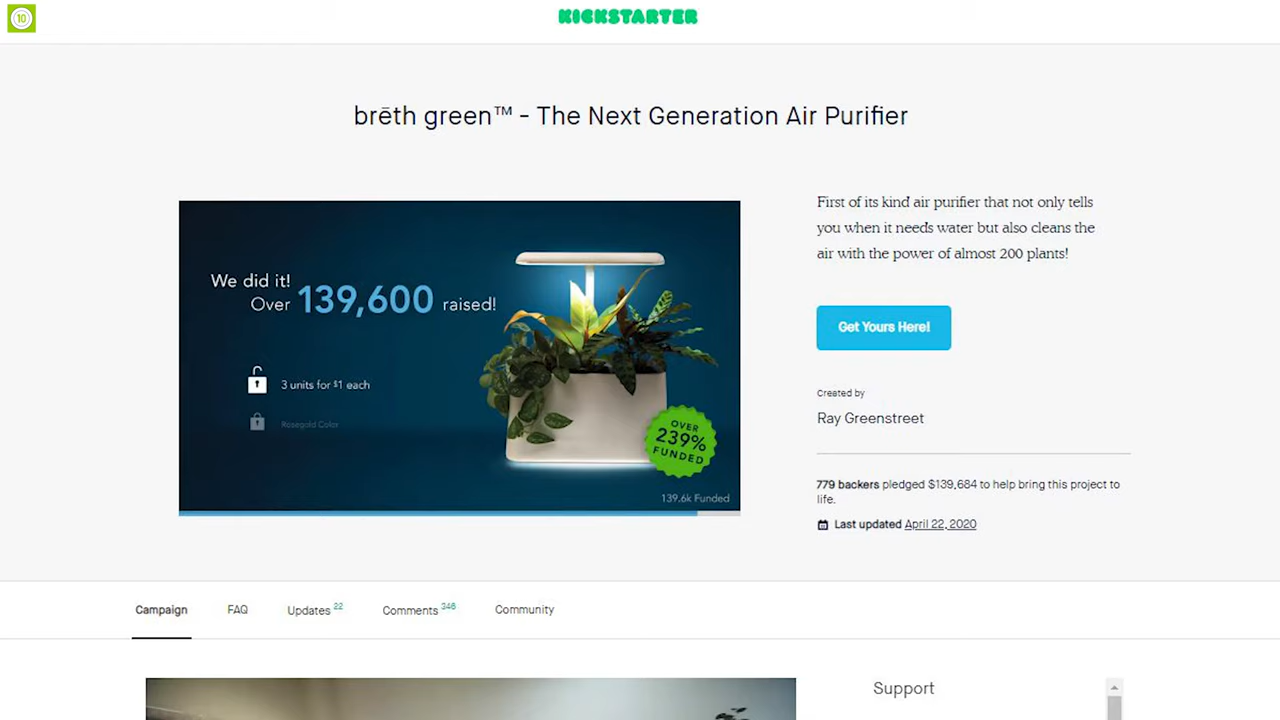 10
KICKSTARTER
brēth green™ - The Next Generation Air Purifier
We did it!
Over 139,600 raised!
3 units for $1 each
Rosegold Color
OVER
239%
FUNDED
139.6k Funded
First of its kind air purifier that not only tells
you when it needs water but also cleans the
air with the power of almost 200 plants!
Get Yours Here!
Created by
Ray Greenstreet
779 backers pledged $139,684 to help bring this project to
life.
Last updated April 22, 2020
Campaign FAQ Updates 22 Comments 346 Community
Support